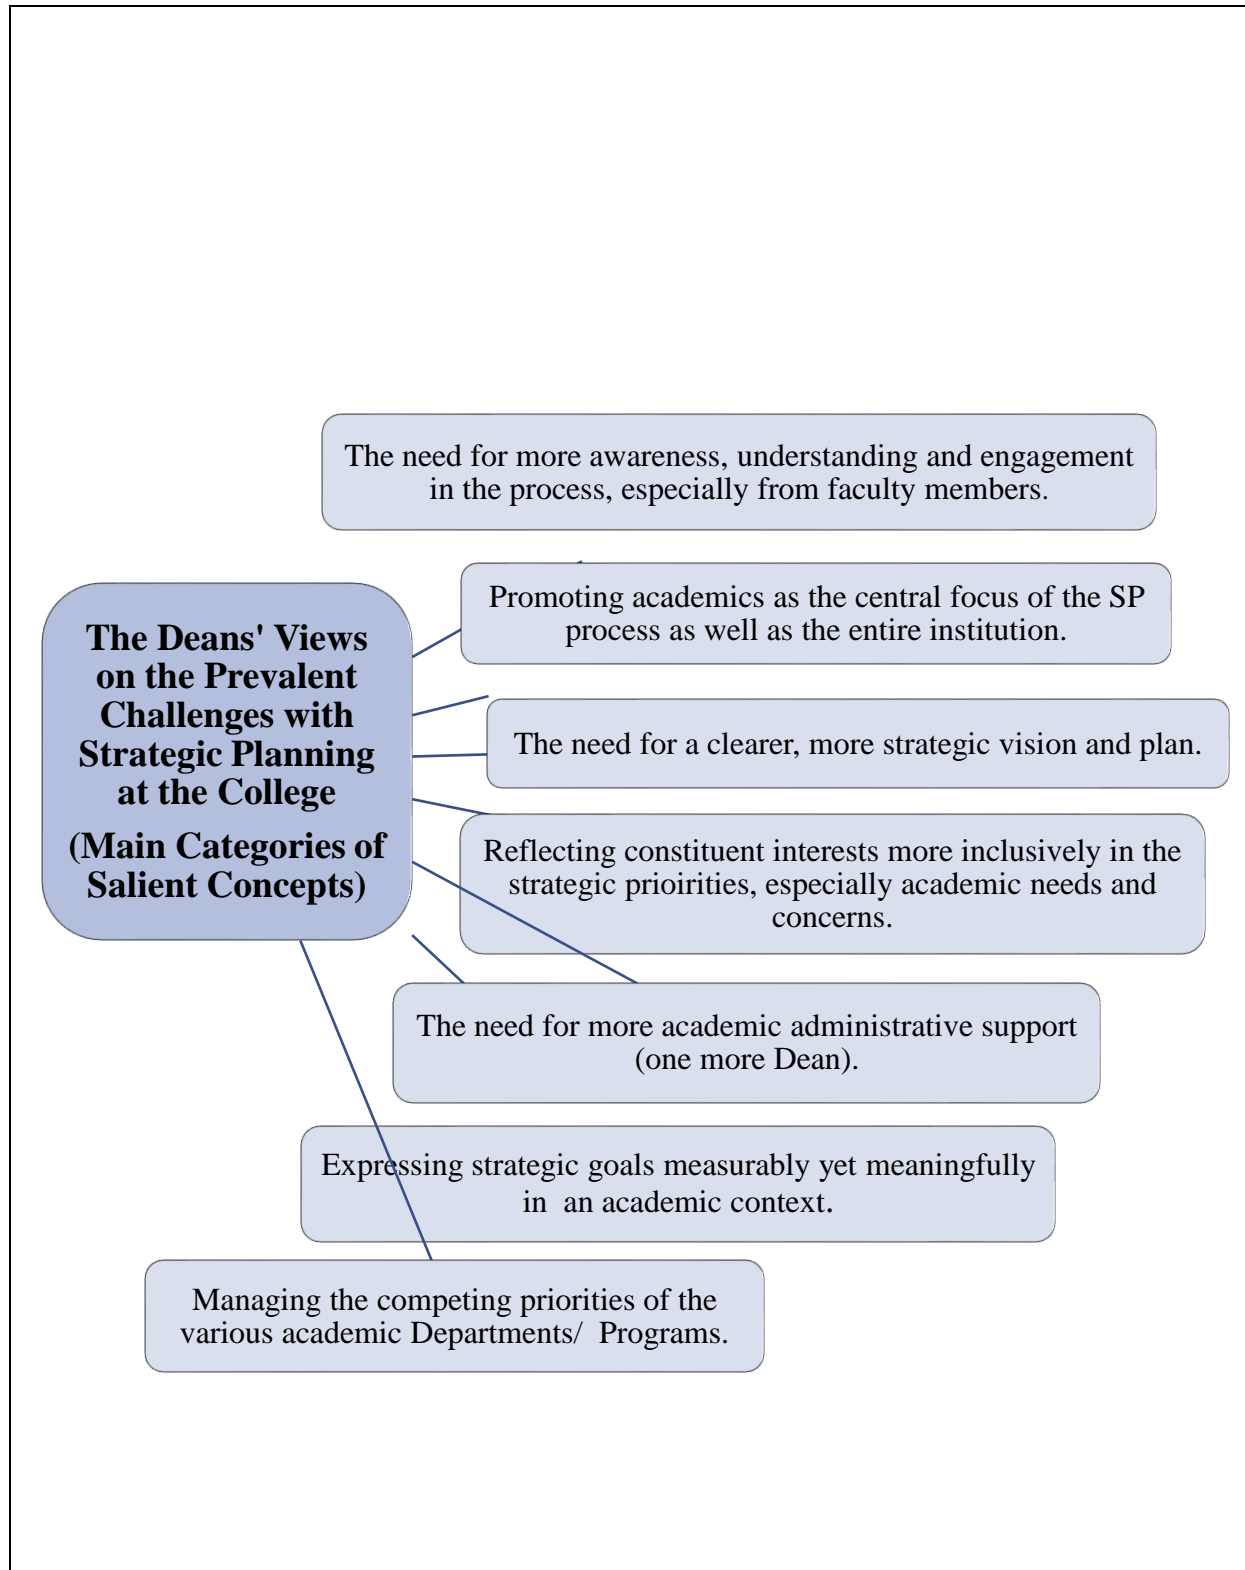 The need for more awareness, understanding and engagement
in the process, especially from faculty members.
Promoting academics as the central focus of the SP
process as well as the entire institution.
The Deans' Views
on the Prevalent
Challenges with
Strategic Planning
at the College
(Main Categories of
Salient Concepts)
The need for a clearer, more strategic vision and plan.
Reflecting constituent interests more inclusively in the
strategic prioirities, especially academic needs and
concerns.
The need for more academic administrative support
(one more Dean).
Expressing strategic goals measurably yet meaningfully
in  an academic context.
Managing the competing priorities of the
various academic Departments/  Programs.